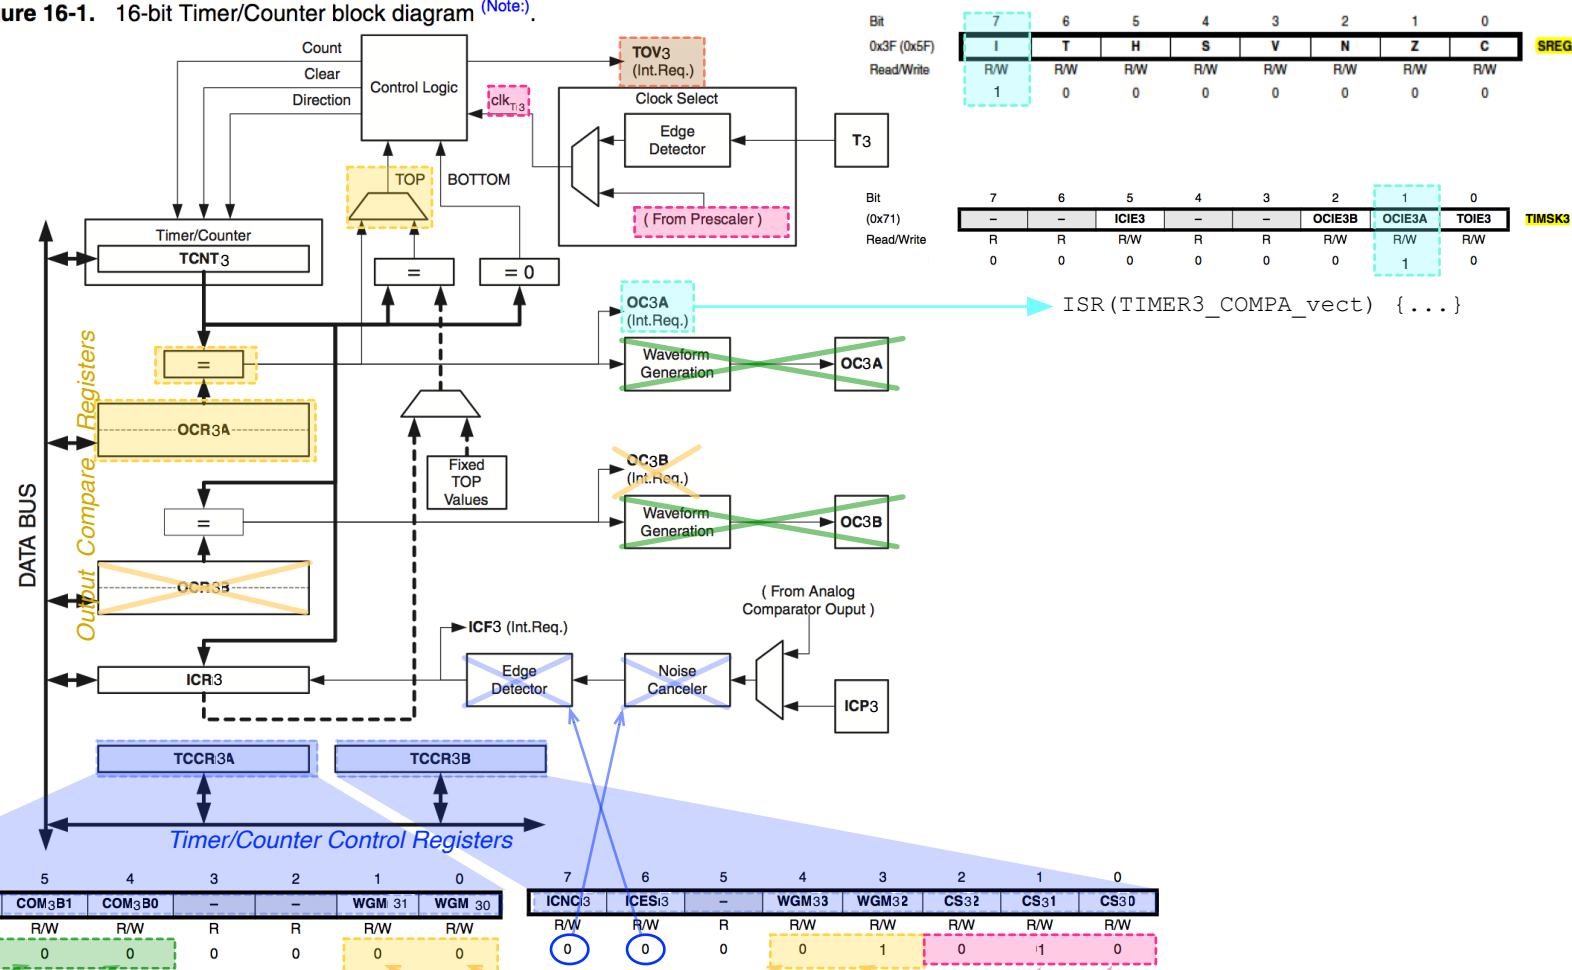 ure 16-1. 16-bit Timer/Counter block diagram (Note:).
Count
Clear
Direction
Control Logic
TOV3
(Int.Req.)
clkT3
Clock Select
Edge
Detector
T3
( From Prescaler )
TOP
BOTTOM
Timer/Counter
TCNT3
=
= 0
=
OCR3A
OC3A
(Int.Req.)
ISR(TIMER3_COMPA_vect) {...}
Waveform
Generation
OC3A
Fixed
TOP
Values
OC3B
(Int.Req.)
Waveform
Generation
OC3B
=
OCR3B
Output Compare Registers
DATA BUS
( From Analog
Comparator Ouput )
ICF3 (Int.Req.)
Edge
Detector
Noise
Canceler
ICR3
ICP3
TCCR3A
TCCR3B
Timer/Counter Control Registers
5 4 3 2 1 0
COM3B1 COM3B0 – – WGM 31 WGM 30
R/W R/W R R R/W R/W
0 0 0 0 0 0
7 6 5 4 3 2 1 0
ICNC3 ICES3 – WGM33 WGM32 CS32 CS31 CS30
R/W R/W R R/W R/W R/W R/W R/W
0 0 0 0 1 0 1 0
Bit 7 6 5 4 3 2 1 0
0x3F (0x5F) I T H S V N Z C SREG
Read/Write R/W R/W R/W R/W R/W R/W R/W R/W
1 0 0 0 0 0 0 0
Bit 7 6 5 4 3 2 1 0
(0x71) – – ICIE3 – – OCIE3B OCIE3A TOIE3 TIMSK3
Read/Write R R R/W R R R/W R/W R/W
0 0 0 0 0 0 1 0